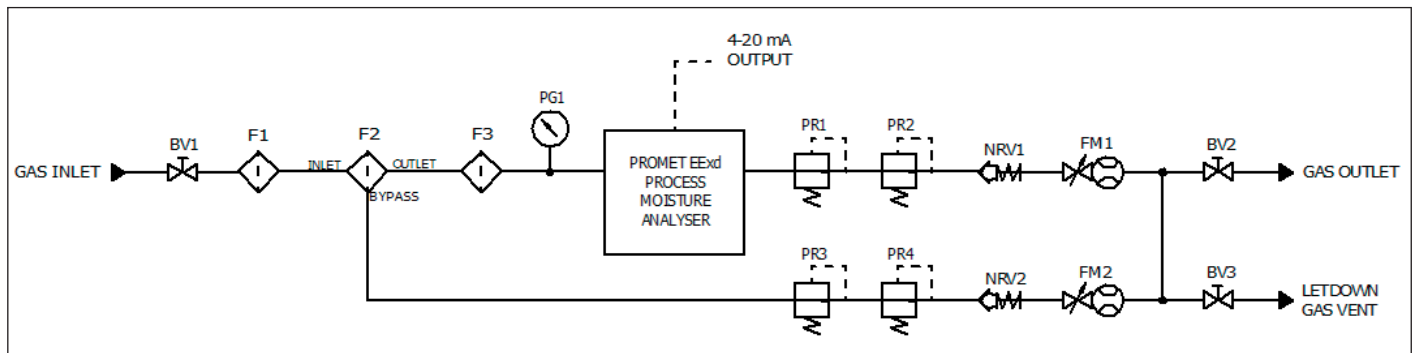 4-20 mA
OUTPUT
PG1
BV1
F1
F2
F3
PR1
PR2
NRV1
FM1
BV2
GAS INLET
INLET
OUTLET
BYPASS
PROMET EExd
PROCESS
MOISTURE
ANALYSER
GAS OUTLET
PR3
PR4
NRV2
FM2
BV3
LETDOWN
GAS VENT